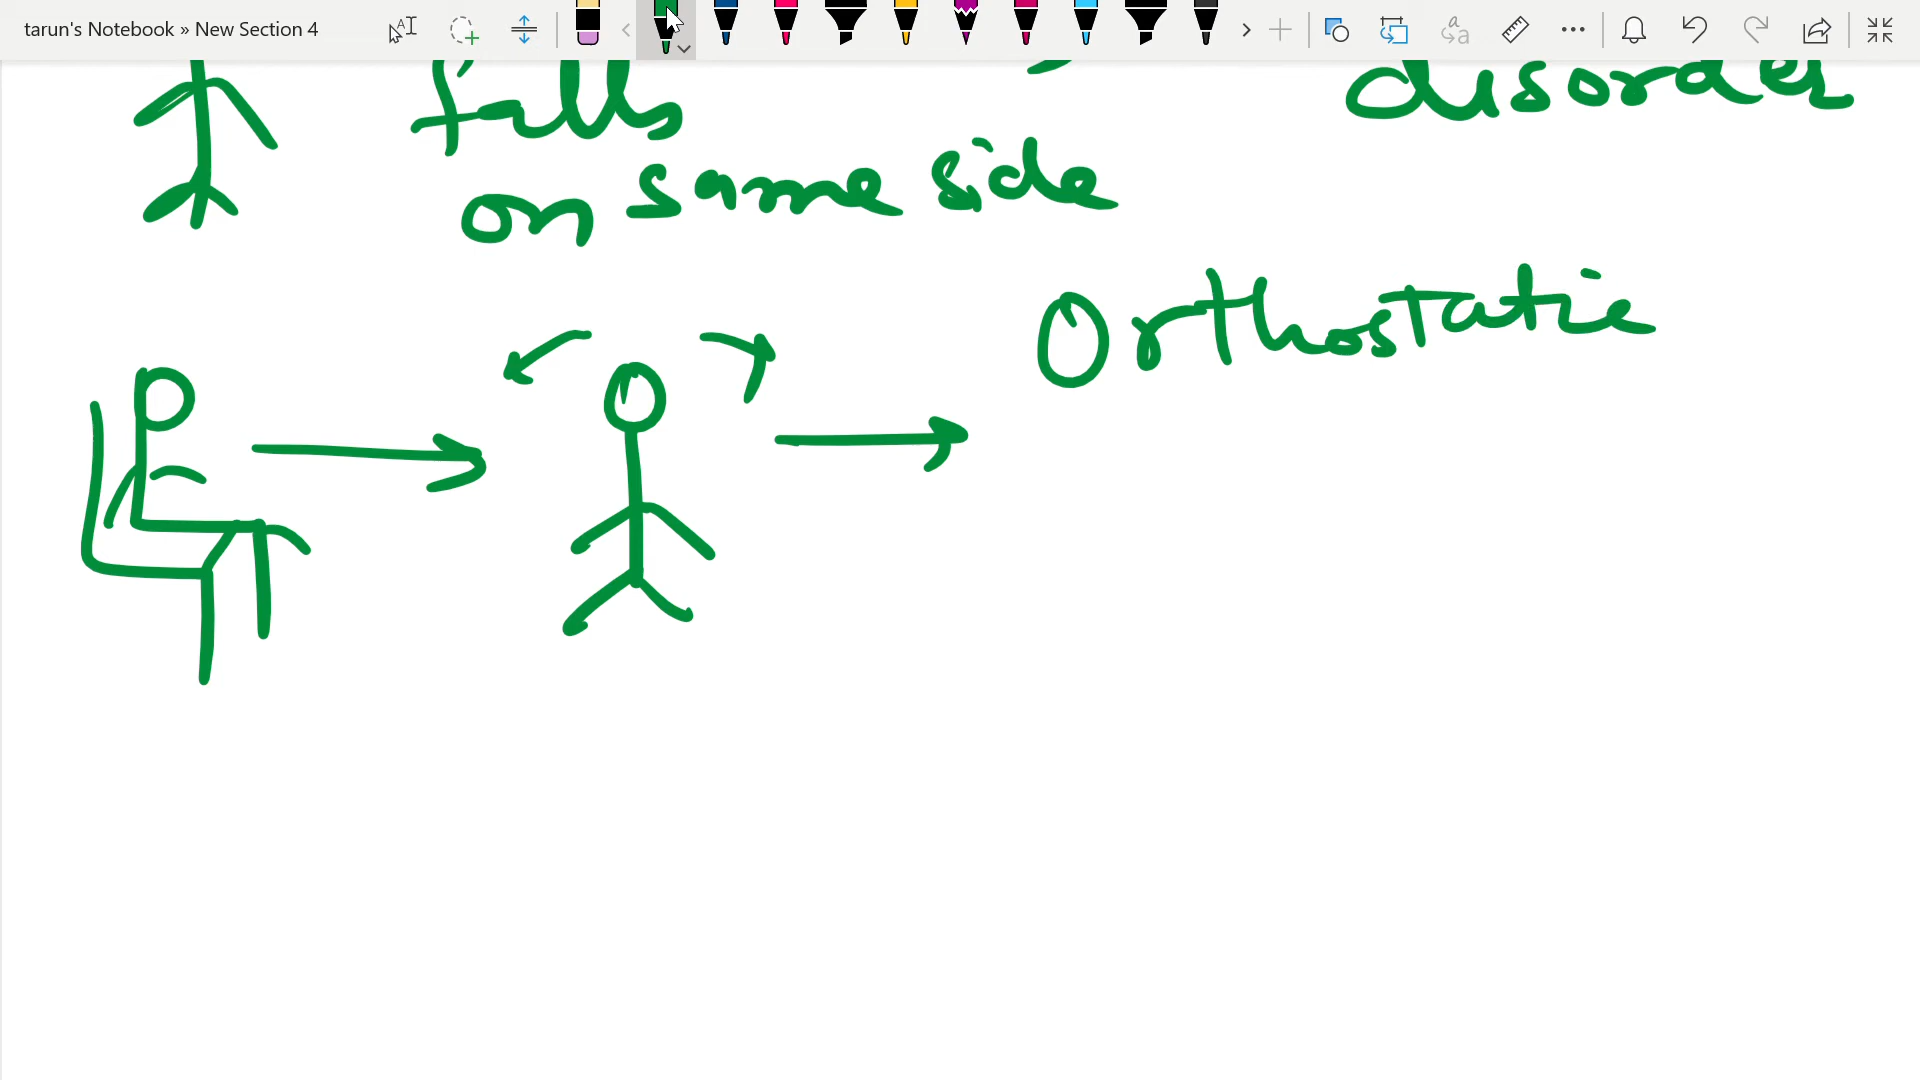 tarun's Notebook » New Section 4
falls
disorder
on same side
Orthostatic